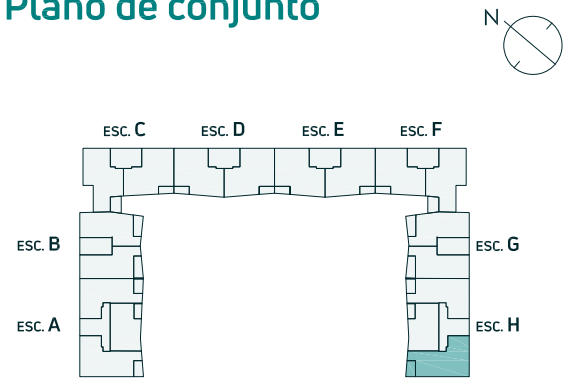 Plano de conjunto
N
ESC. C
ESC. D
ESC. E
ESC. F
ESC. B
ESC. G
ESC. A
ESC. H